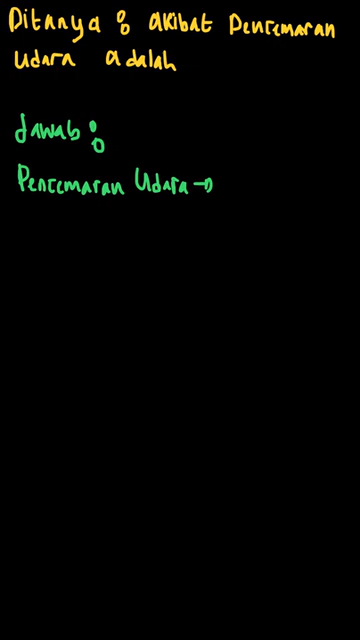 Ditanya : akibat Pencemaran
Udara adalah
Jawab :
Pencemaran Udara →